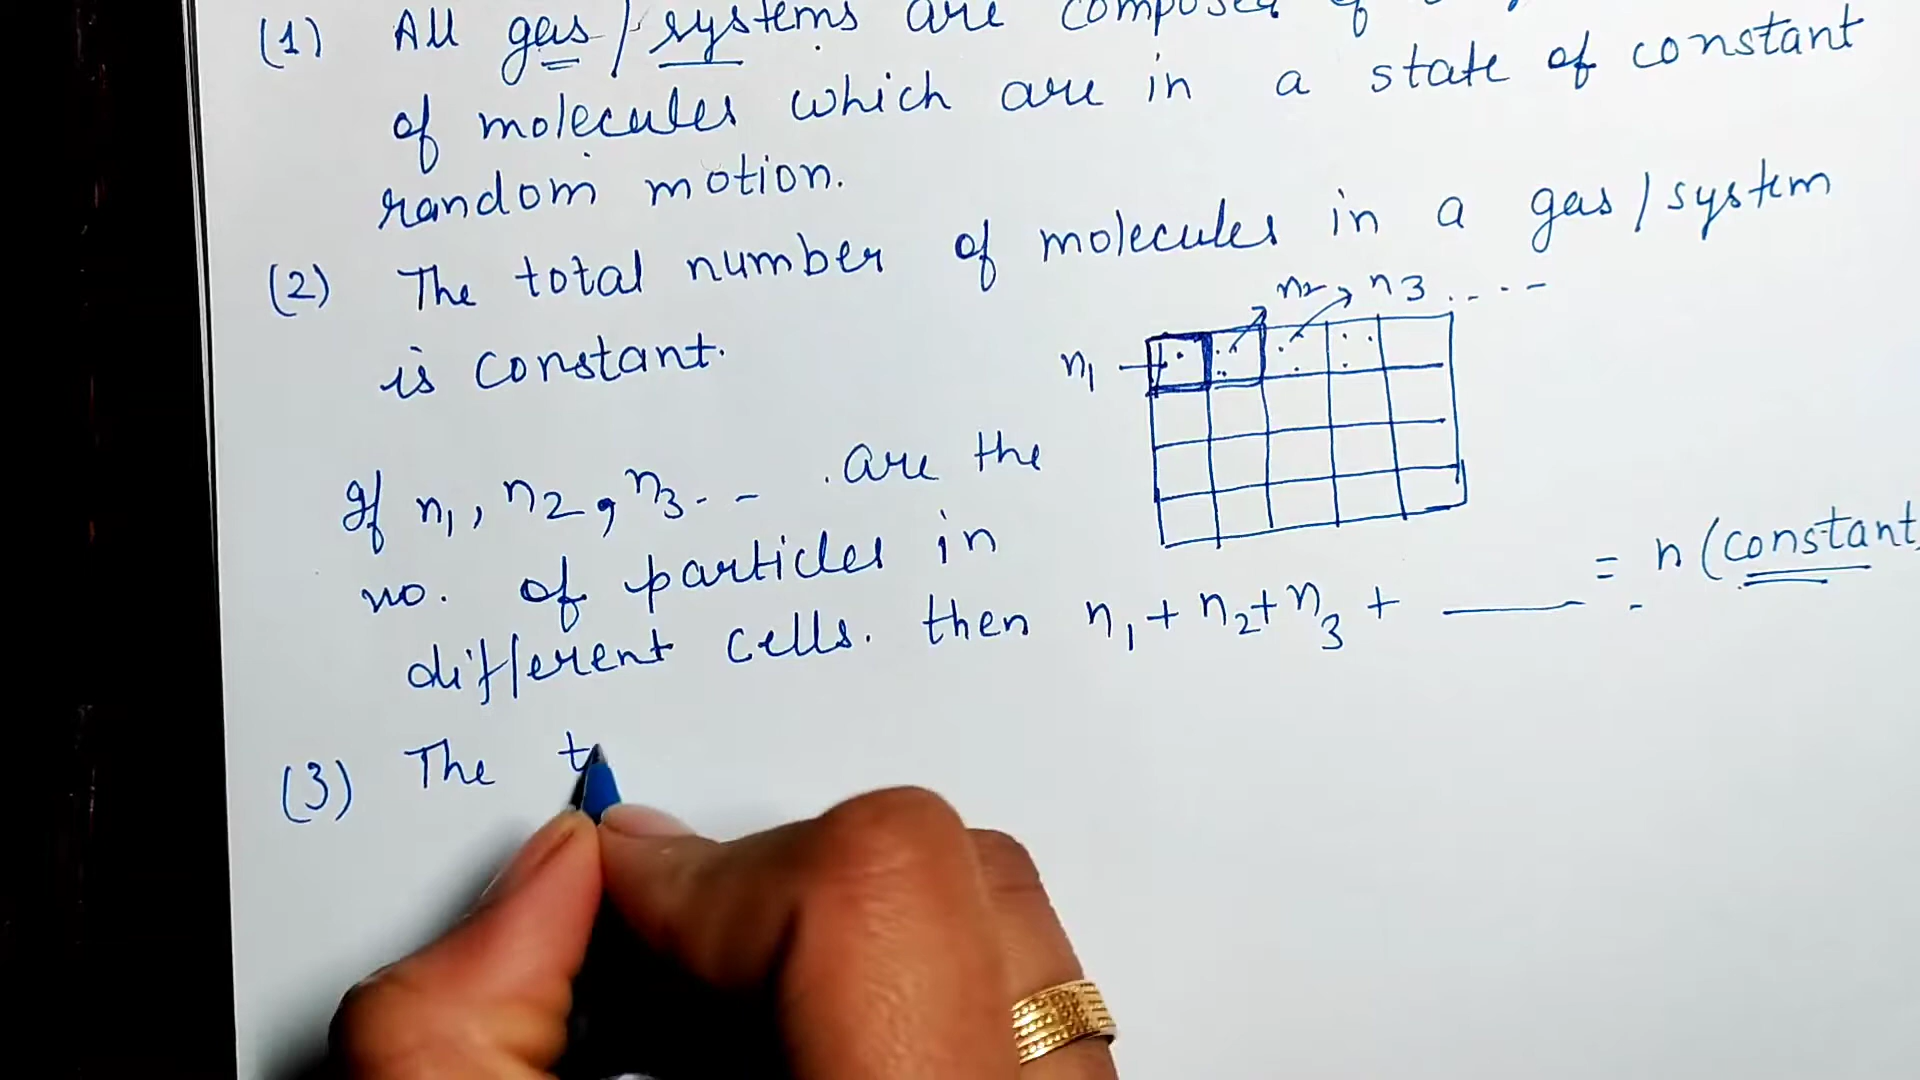 (1) All gas/systems are composed of
of molecules which are in a state of constant
random motion.
(2) The total number of molecules in a gas/system
is constant.
n2, n3 ....
n1
If n1, n2, n3.-- .are the
no. of particles in
different cells. then n1 + n2 + n3 + —— = n (constant
(3) The t